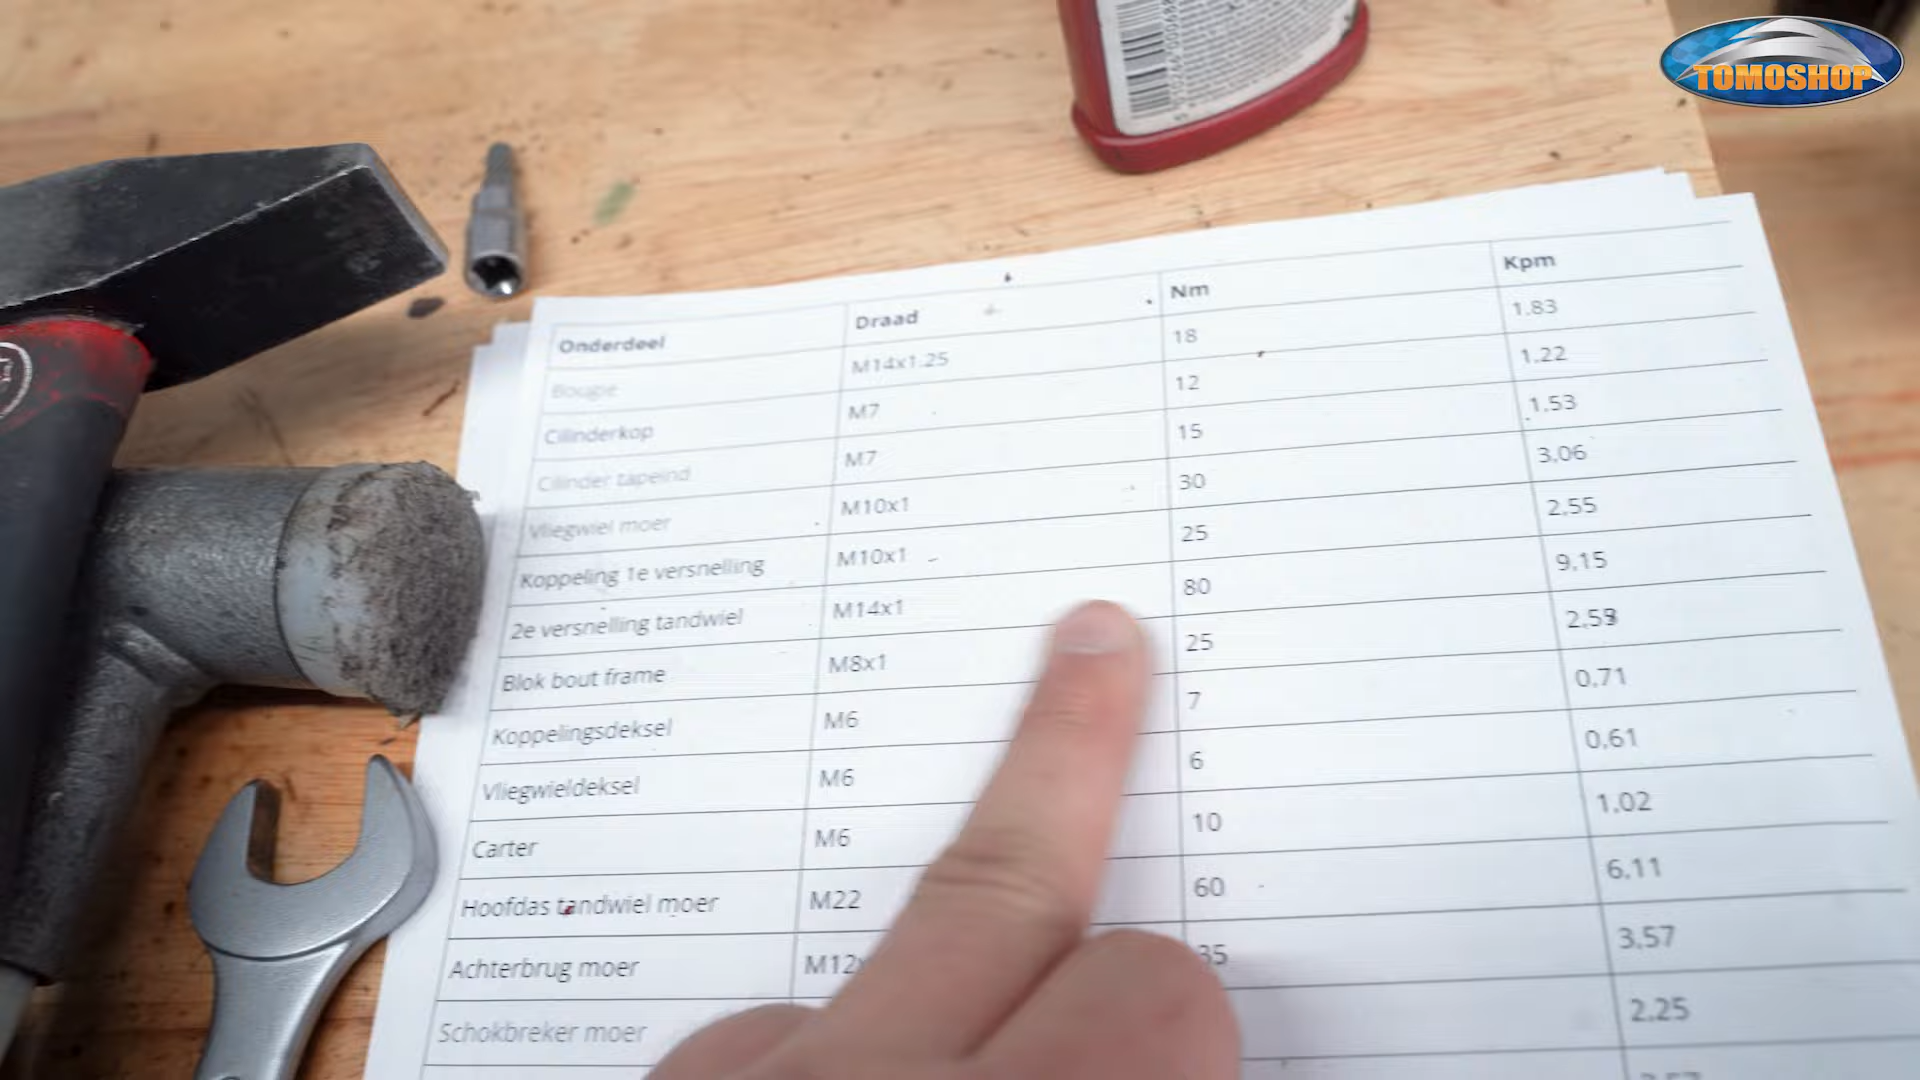 TOMOSHOP
Onderdeel Draad Nm Kpm
Bougie M14x1.25 18 1.83
Cilinderkop M7 12 1.22
Cilinder tapeind M7 15 1.53
Vliegwiel moer M10x1 30 3,06
Koppeling 1e versnelling M10x1 25 2,55
2e versnelling tandwiel M14x1 80 9,15
Blok bout frame M8x1 25
Koppelingsdeksel M6 7 0,71
Vliegwieldeksel M6 6 0,61
Carter M6 10 1,02
Hoofdas tandwiel moer M22 60 6,11
Achterbrug moer M12x 35 3,57
Schokbreker moer 2,25